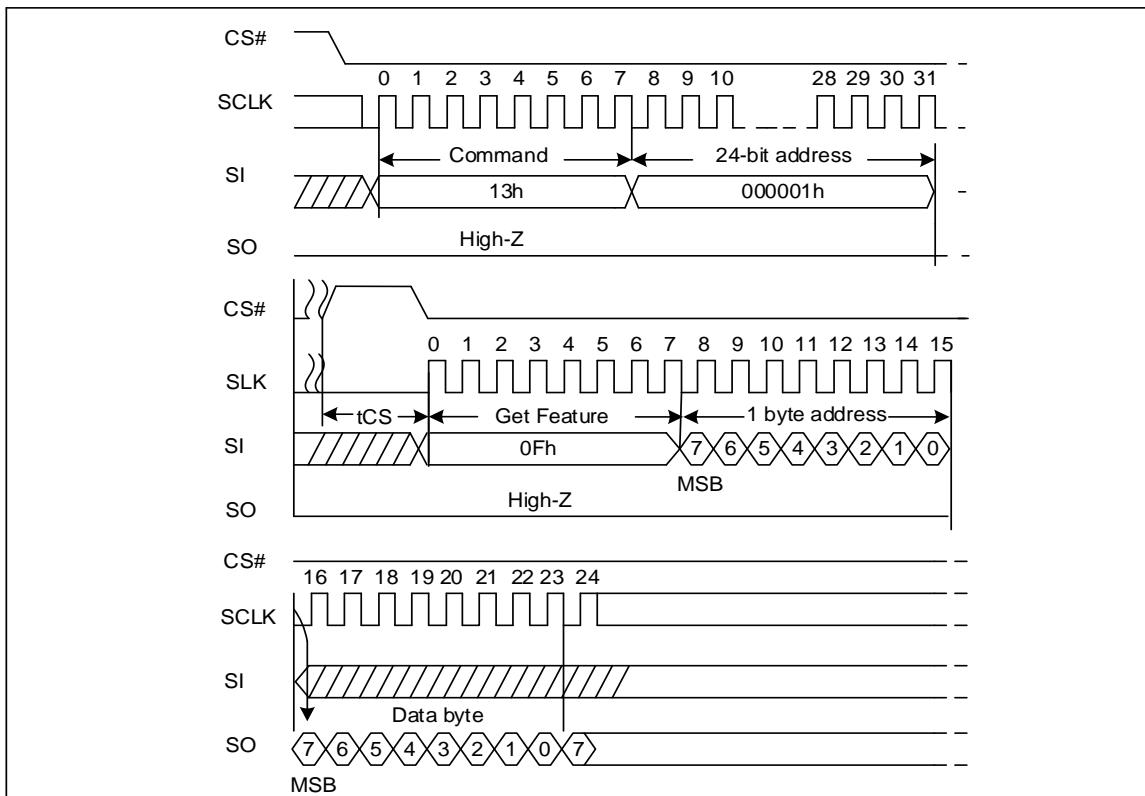 CS#
0 1 2 3 4 5 6 7 8 9 10 28 29 30 31
SCLK
Command 24-bit address
SI
13h 000001h
High-Z
SO
CS#
0 1 2 3 4 5 6 7 8 9 10 11 12 13 14 15
SLK
tCS Get Feature 1 byte address
SI
0Fh 7 6 5 4 3 2 1 0
MSB
High-Z
SO
CS#
16 17 18 19 20 21 22 23 24
SCLK
SI
Data byte
SO 7 6 5 4 3 2 1 0 7
MSB